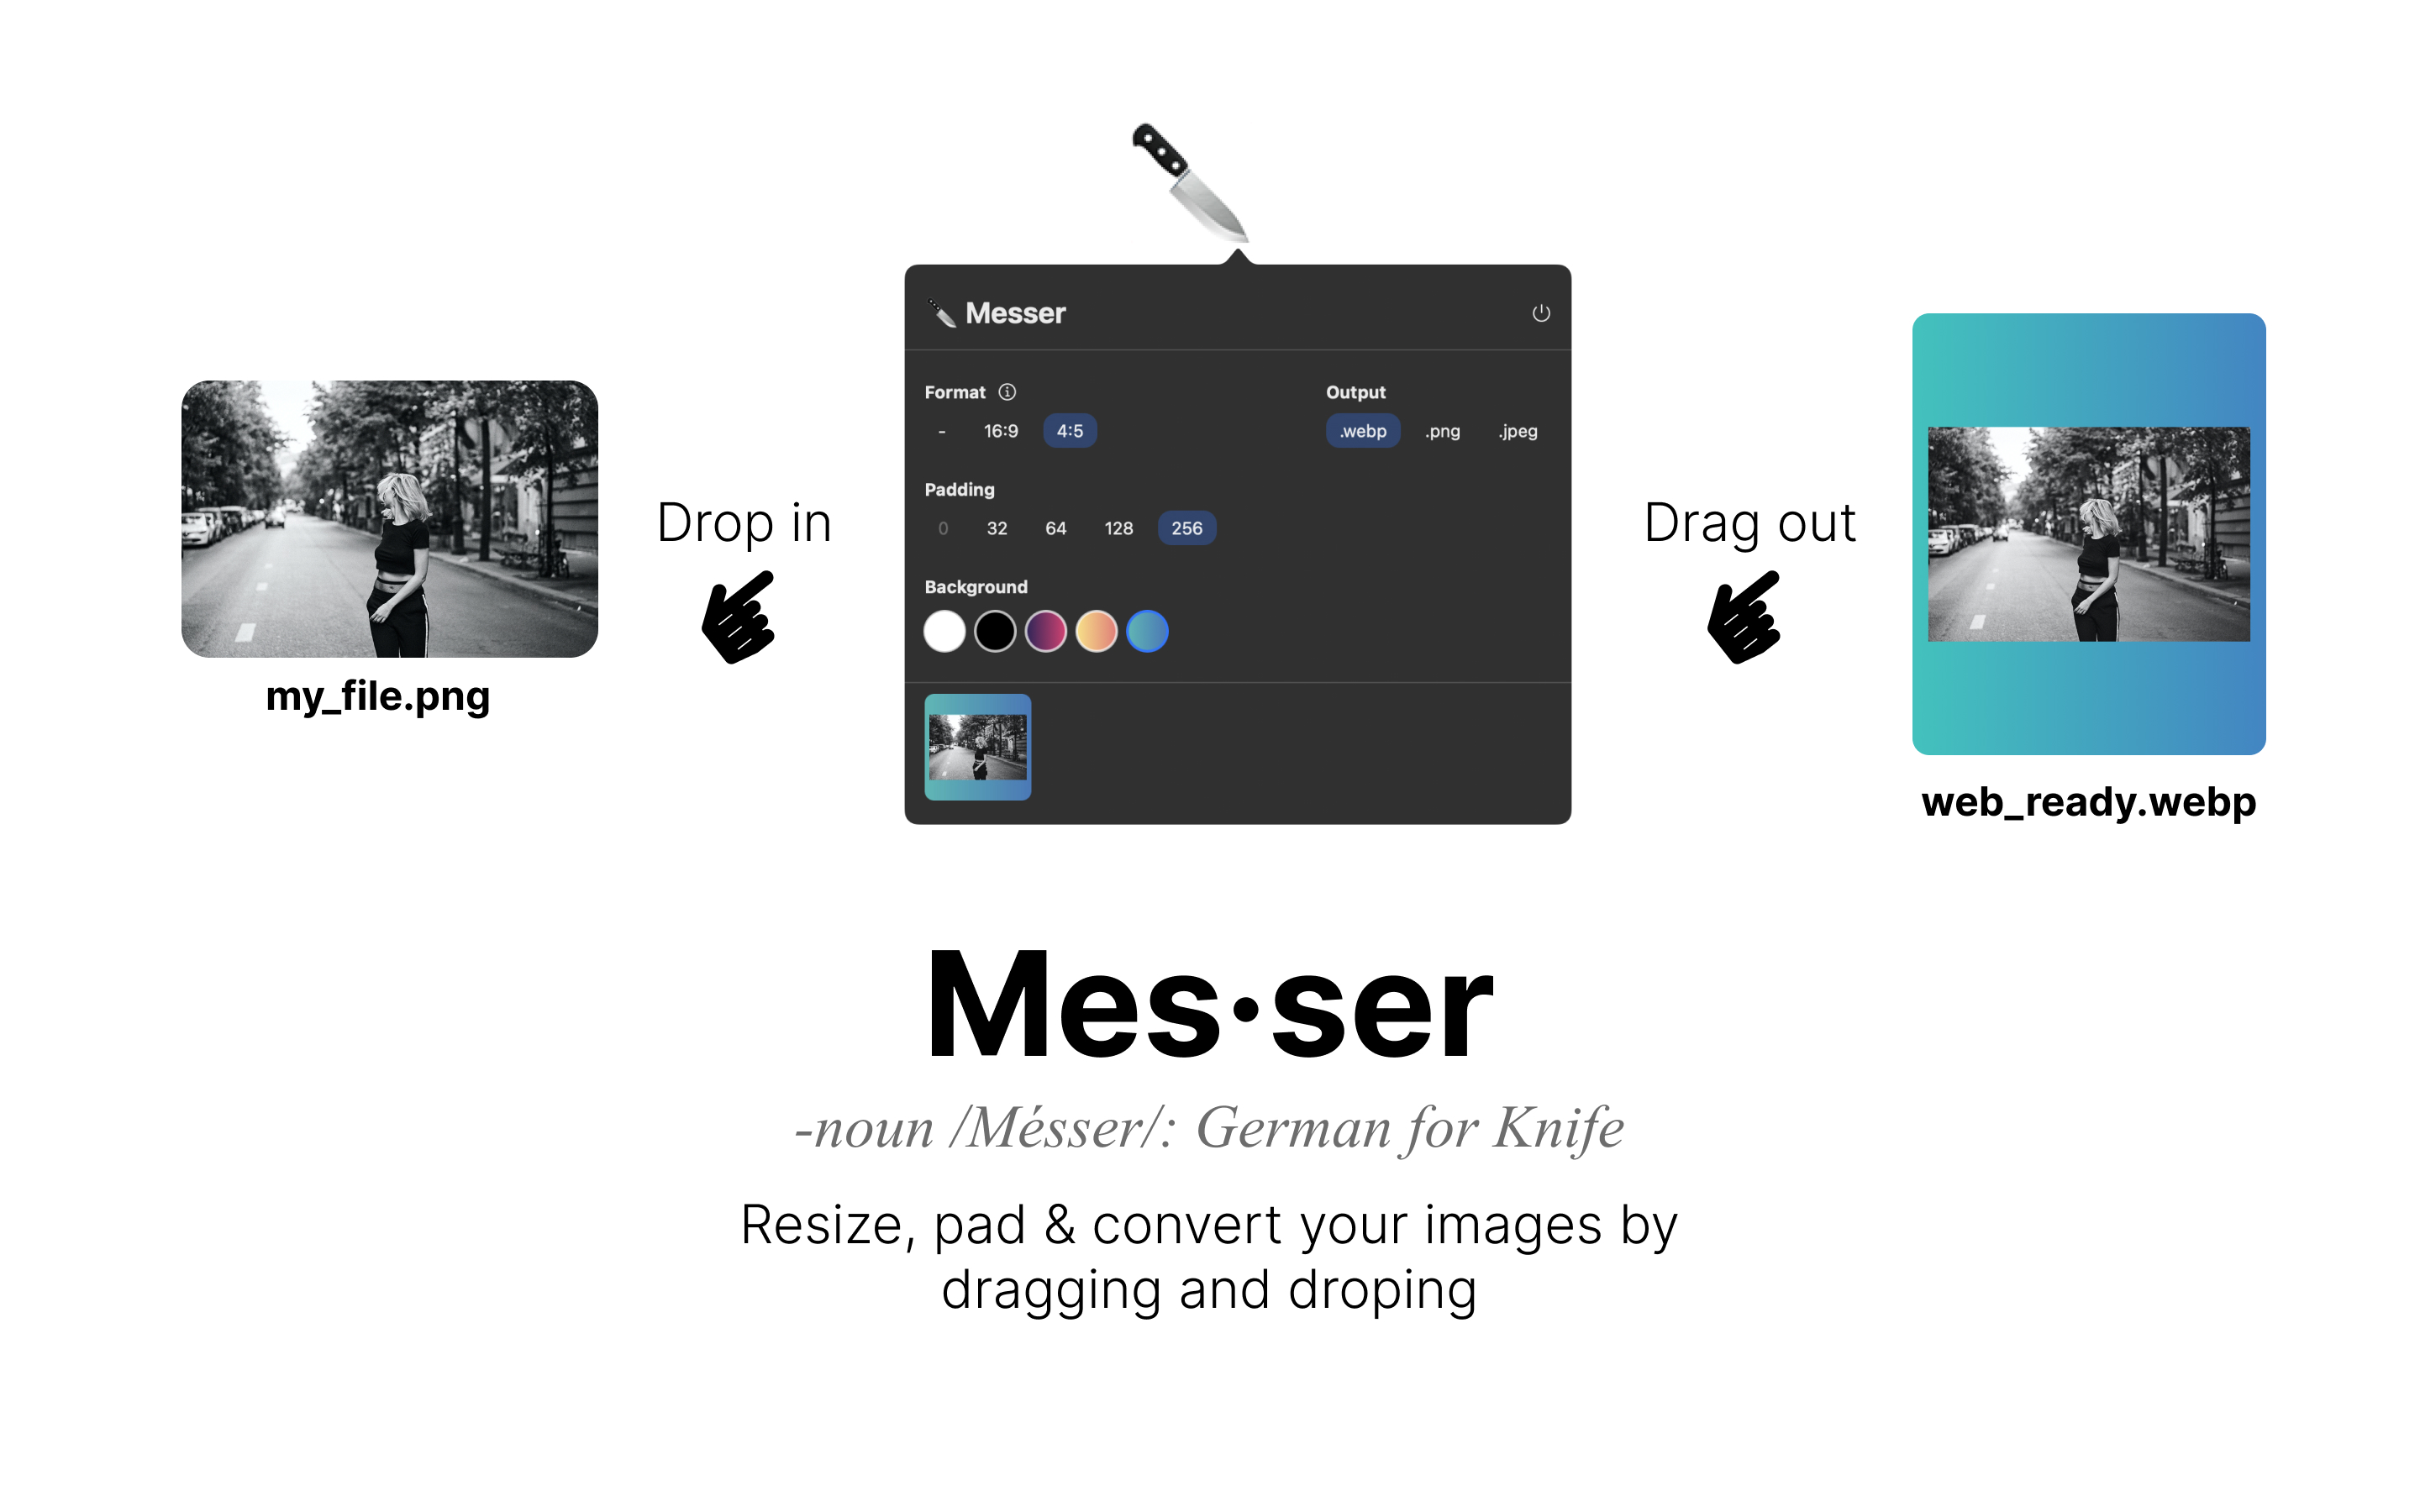 Messer
Format
Output
- 16:9 4:5
.webp .png .jpeg
Padding
0 32 64 128 256
Background
Drop in
my_file.png
Drag out
web_ready.webp
Mes·ser
-noun /Mésser/: German for Knife
Resize, pad & convert your images by
dragging and droping